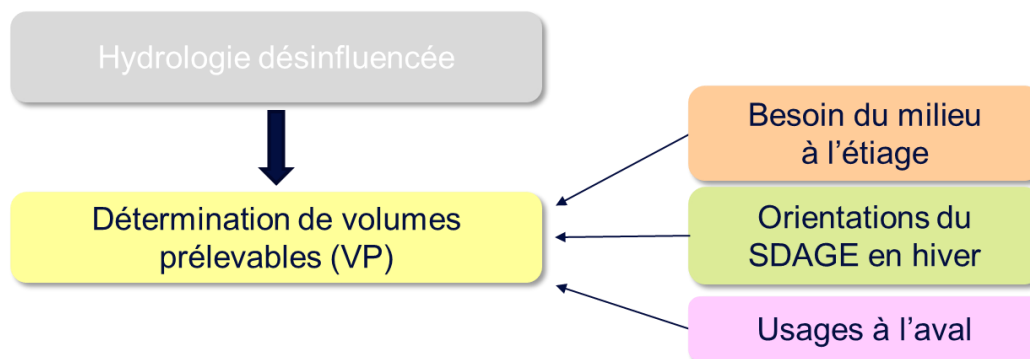 Hydrologie désinfluencée
Besoin du milieu
à l'étiage
Détermination de volumes
prélevables (VP)
Orientations du
SDAGE en hiver
Usages à l'aval